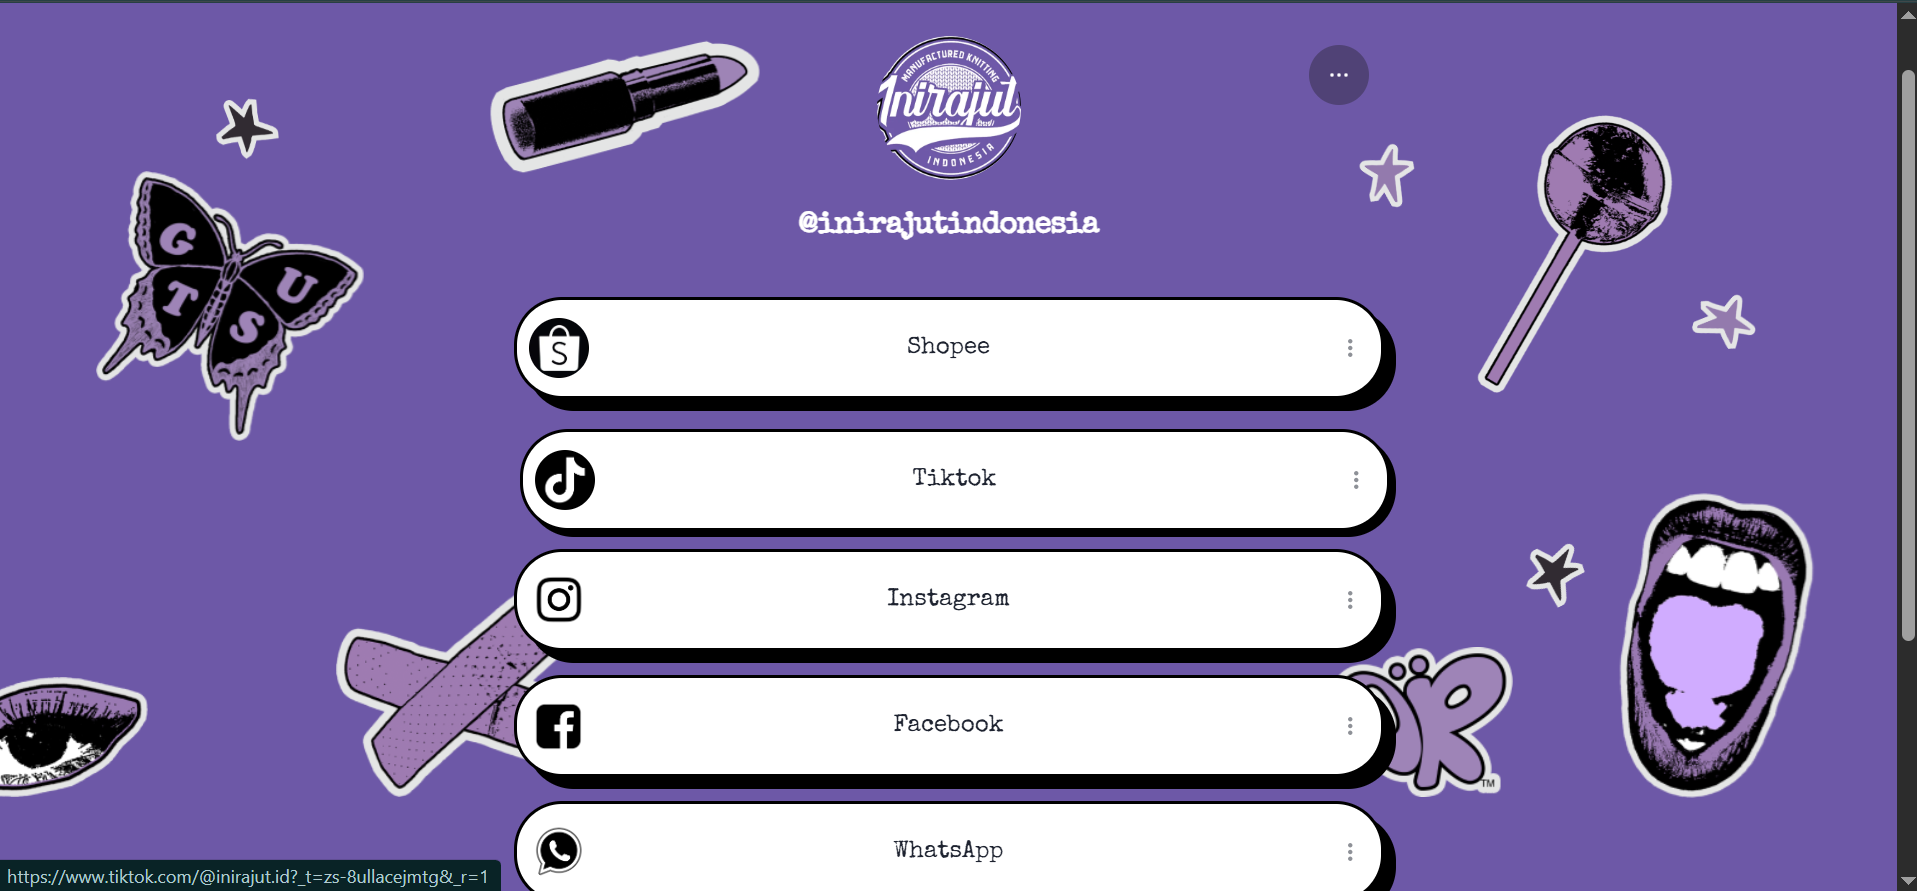 MANUFACTURED KNITTING
Inirajut
INDONESIA
@inirajutindonesia
G U
T S
S
Shopee
Tiktok
Instagram
Facebook
WhatsApp
TM
https://www.tiktok.com/@inirajut.id?_t=zs-8ullacejmtg&_r=1